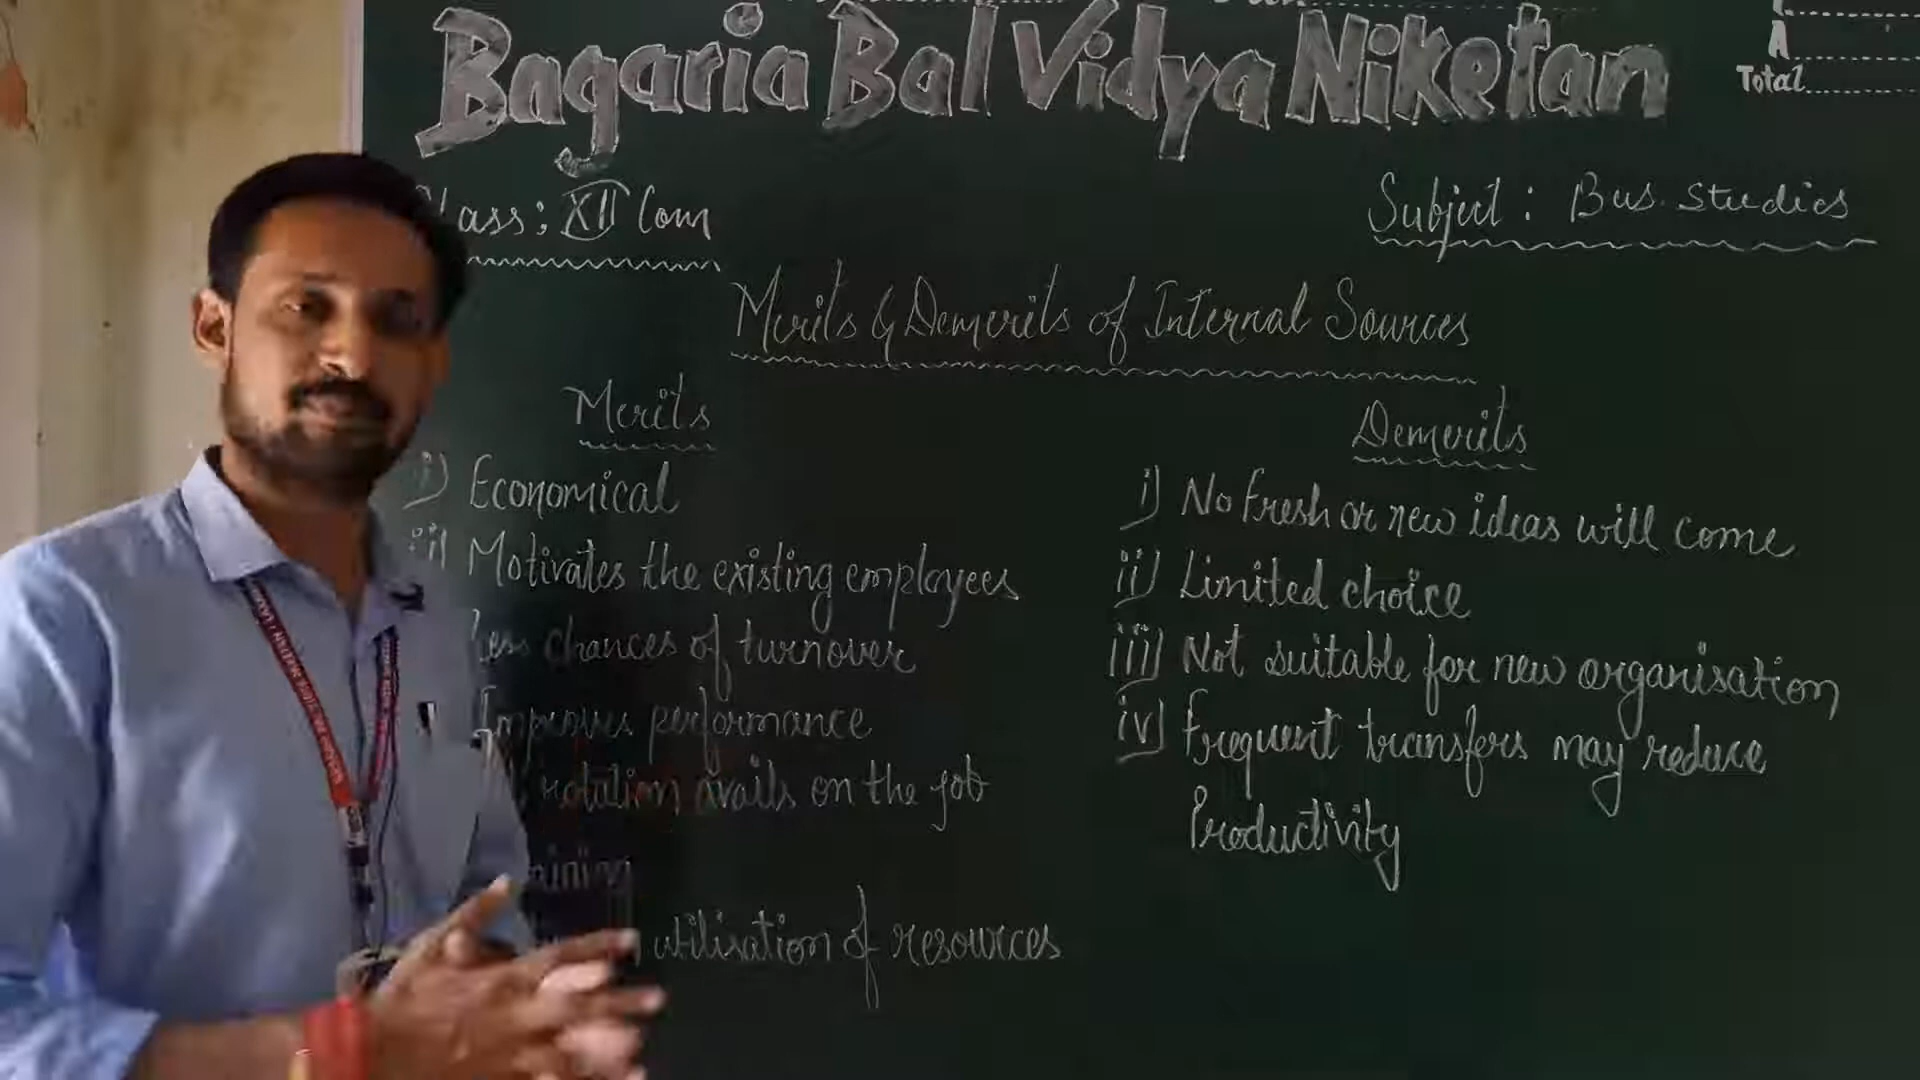 Bagaria Bal Vidya Niketan
A
Total
Class: XII Com
Subject: Bus. Studies
Merits & Demerits of Internal Sources
Merits
i) Economical
ii) Motivates the existing employees
Less chances of turnover
Improves performance
rotation avails on the job
utilisation of resources
Demerits
i) No fresh or new ideas will come
ii) Limited choice
iii) Not suitable for new organisation
iv) Frequent transfers may reduce
Productivity